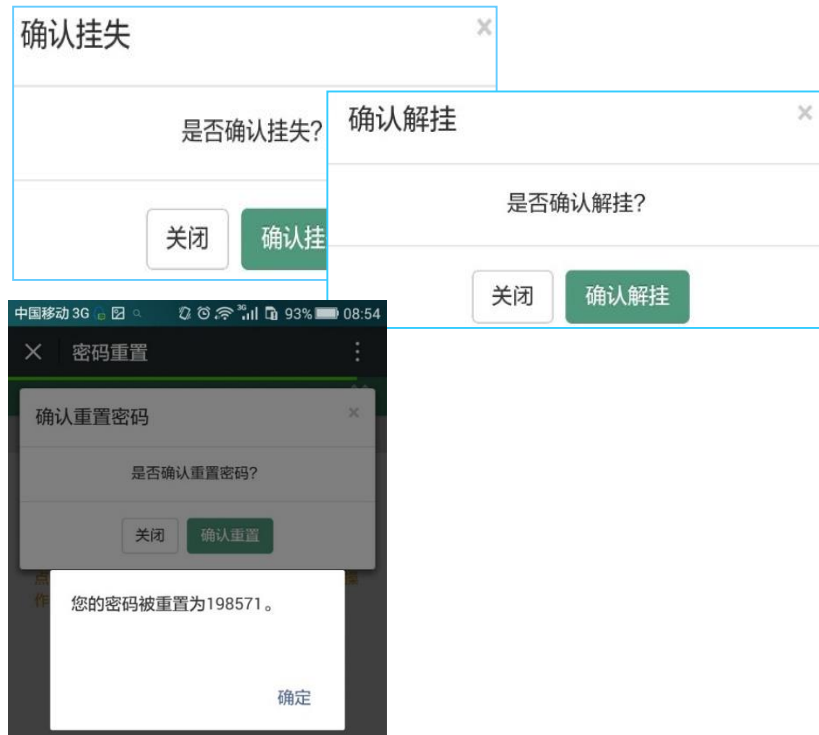 确认挂失
×
是否确认挂失?
关闭
确认挂
确认解挂
×
是否确认解挂?
关闭
确认解挂
中国移动 3G
3G
93%
08:54
密码重置
确认重置密码
×
是否确认重置密码?
关闭
确认重置
点
作
您的密码被重置为198571。
确定